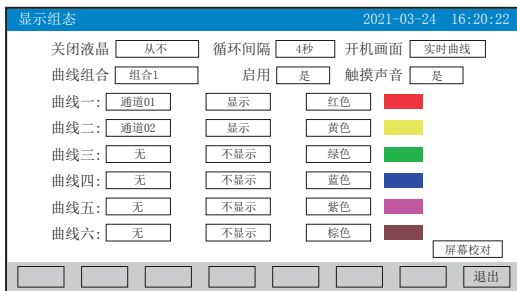 显示组态 2021-03-24 16:20:22
关闭液晶 从不 循环间隔 4秒 开机画面 实时曲线
曲线组合 组合1 启用 是 触摸声音 是
曲线一: 通道01 显示 红色
曲线二: 通道02 显示 黄色
曲线三: 无 不显示 绿色
曲线四: 无 不显示 蓝色
曲线五: 无 不显示 紫色
曲线六: 无 不显示 棕色
屏幕校对
退出